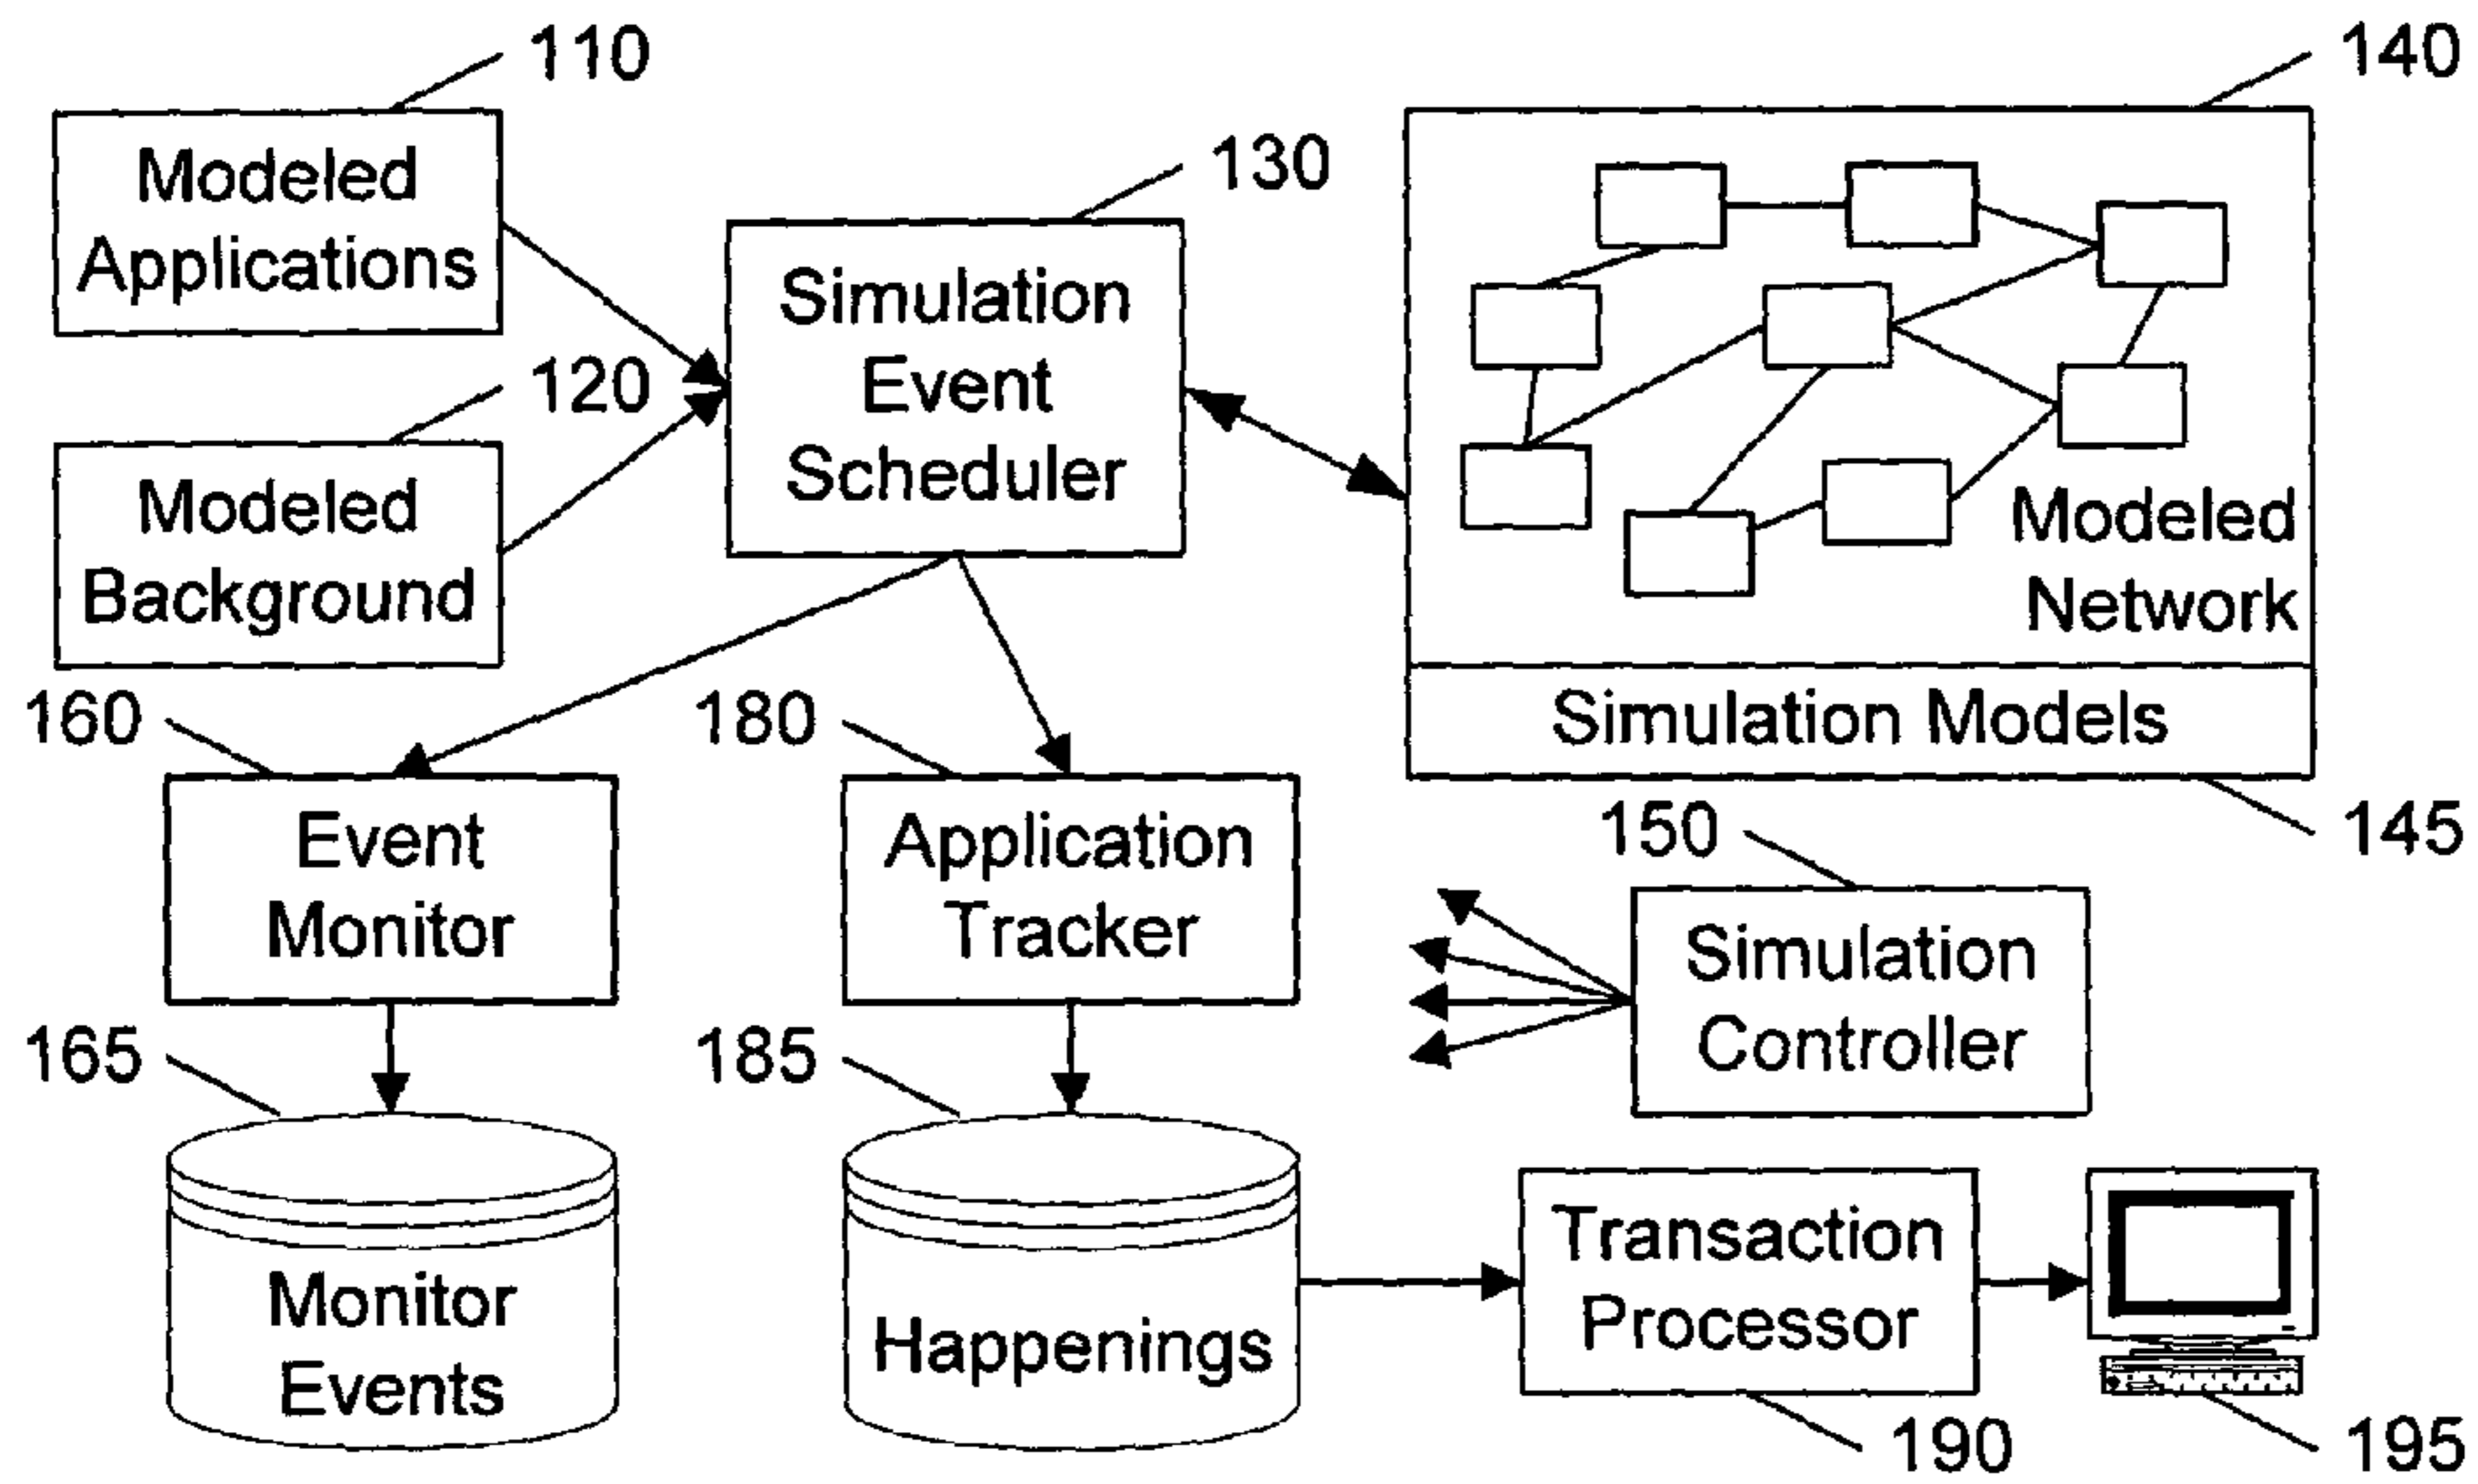 110
Modeled
Applications
120
Modeled
Background
130
Simulation
Event
Scheduler
140
Modeled
Network
Simulation Models
145
160
Event
Monitor
180
Application
Tracker
150
Simulation
Controller
165
Monitor
Events
185
Happenings
Transaction
Processor
190
195